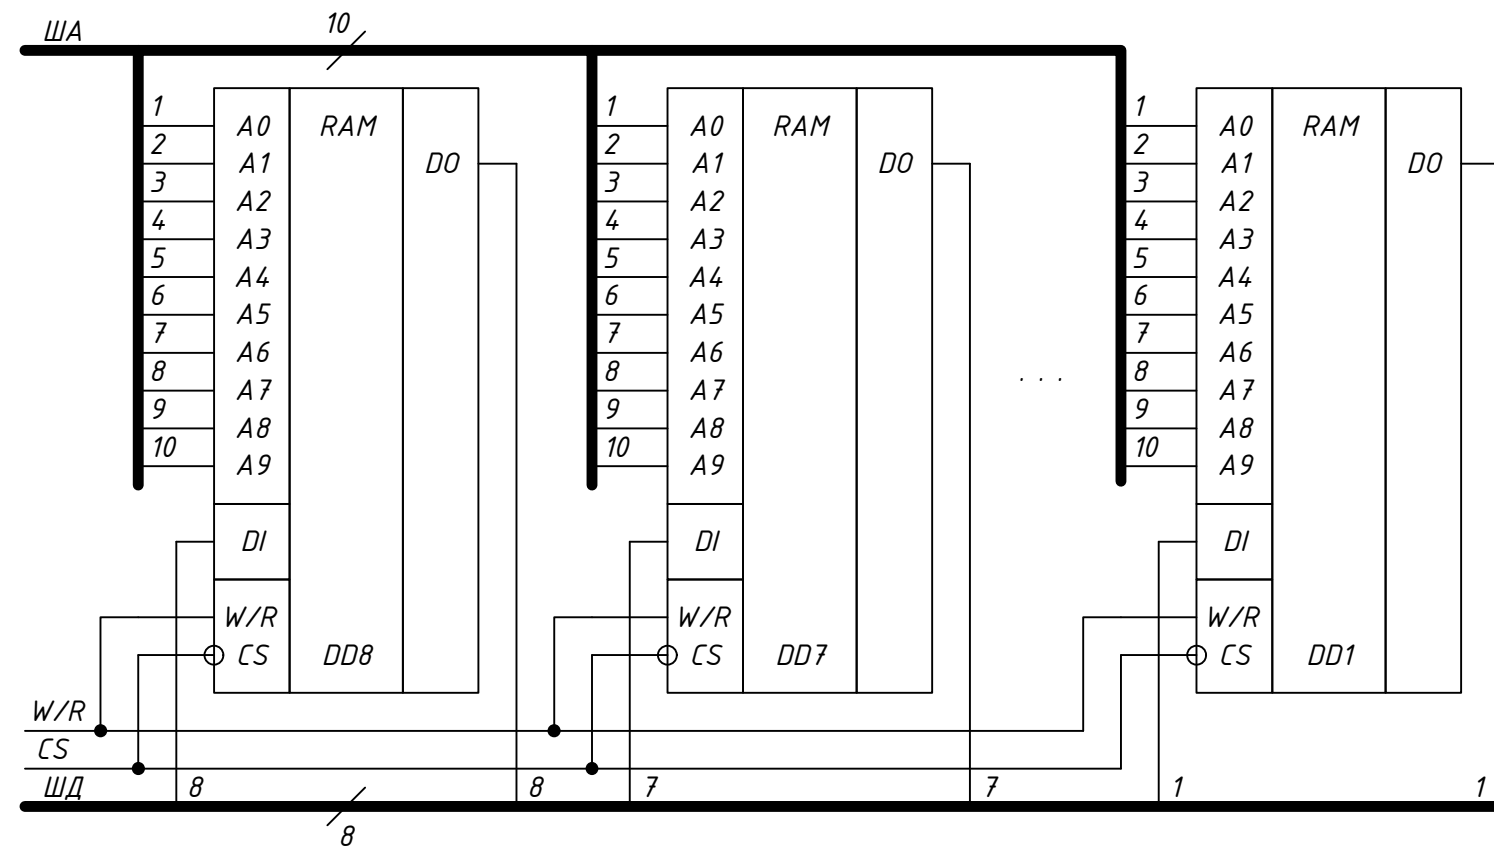 ША 10
1 1 1
A0 RAM A0 RAM A0 RAM
2 2 2
A1 DO A1 DO A1 DO
3 3 3
A2 A2 A2
4 4 4
A3 A3 A3
5 5 5
A4 A4 A4
6 6 6
A5 A5 A5
7 7 7
A6 A6 A6
8 8 8
A7 A7 . . . A7
9 9 9
A8 A8 A8
10 10 10
A9 A9 A9
DI DI DI
W/R W/R W/R
CS DD8 CS DD7 CS DD1
W/R
CS
ШД 8 8 7 7 1 1
8